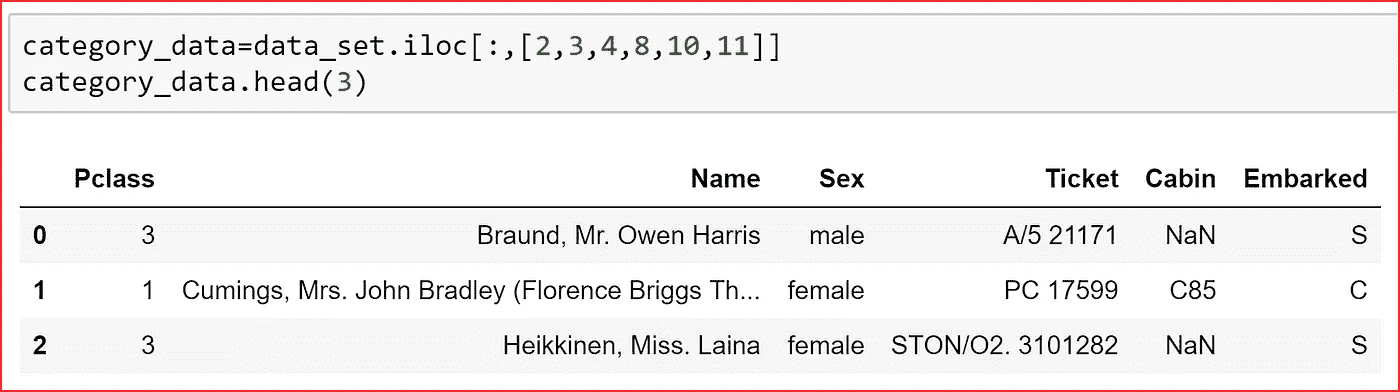 category_data=data_set.iloc[:,[2,3,4,8,10,11]]
category_data.head(3)
Pclass Name Sex Ticket Cabin Embarked
0 3 Braund, Mr. Owen Harris male A/5 21171 NaN S
1 1 Cumings, Mrs. John Bradley (Florence Briggs Th... female PC 17599 C85 C
2 3 Heikkinen, Miss. Laina female STON/O2. 3101282 NaN S